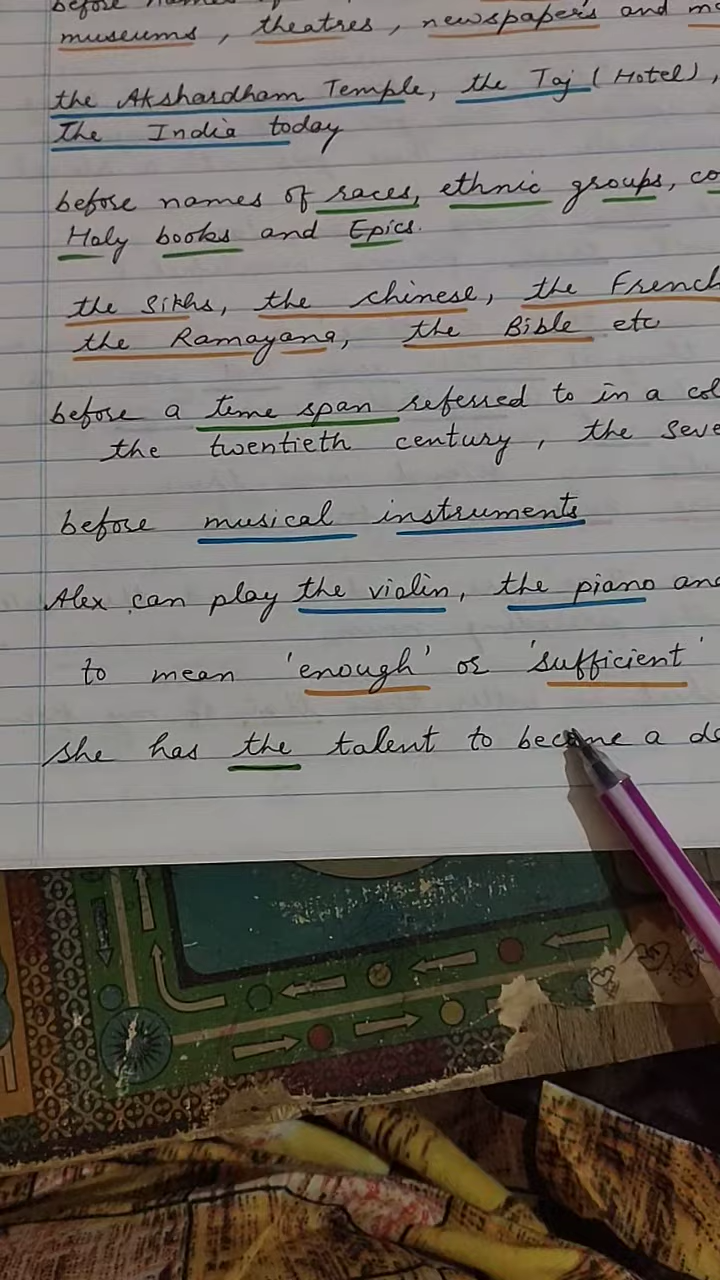 before names of
museums, theatres, newspapers and
the Akshardham Temple, the Taj (Hotel),
The India today
before names of races, ethnic groups,
Holy books and Epics.
the Sikhs, the chinese, the French
the Ramayana, the Bible etc
before a time span referred to in a
the twentieth century, the
before musical instruments
Alex can play the violin, the piano
to mean 'enough' or 'sufficient'
she has the talent to become a